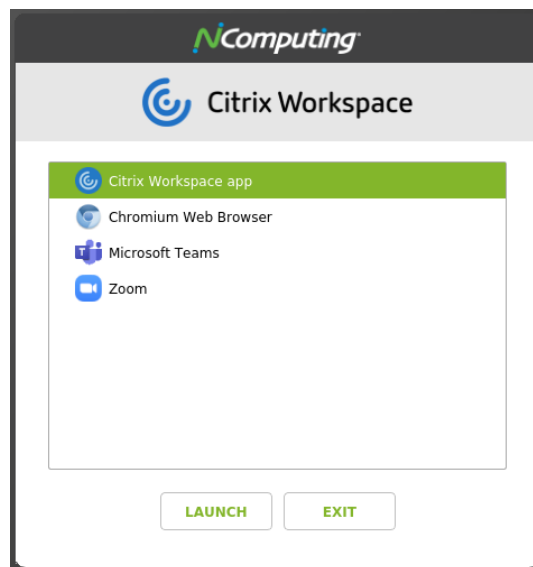 NComputing
Citrix Workspace
Citrix Workspace app
Chromium Web Browser
Microsoft Teams
Zoom
LAUNCH EXIT